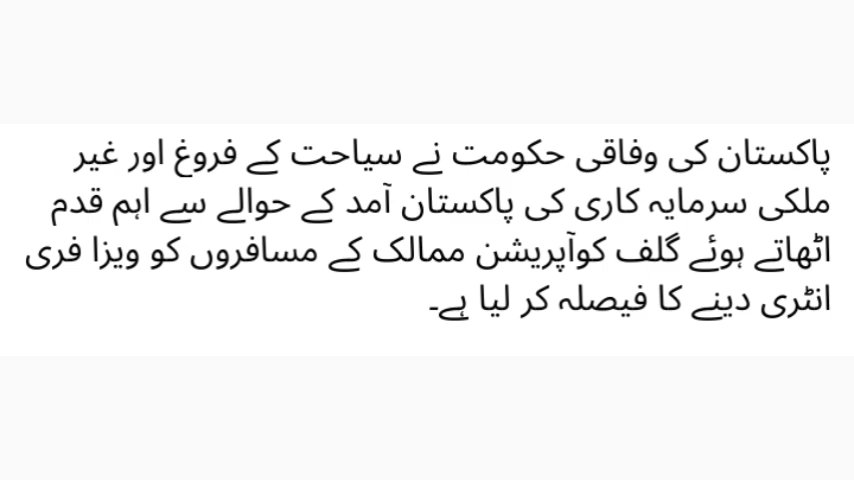 پاکستان کی وفاقی حکومت نے سیاحت کے فروغ اور غیر
ملکی سرمایہ کاری کی پاکستان آمد کے حوالے سے اہم قدم
اٹھاتے ہوئے گلف کوآپریشن ممالک کے مسافروں کو ویزا فری
انٹری دینے کا فیصلہ کر لیا ہے۔